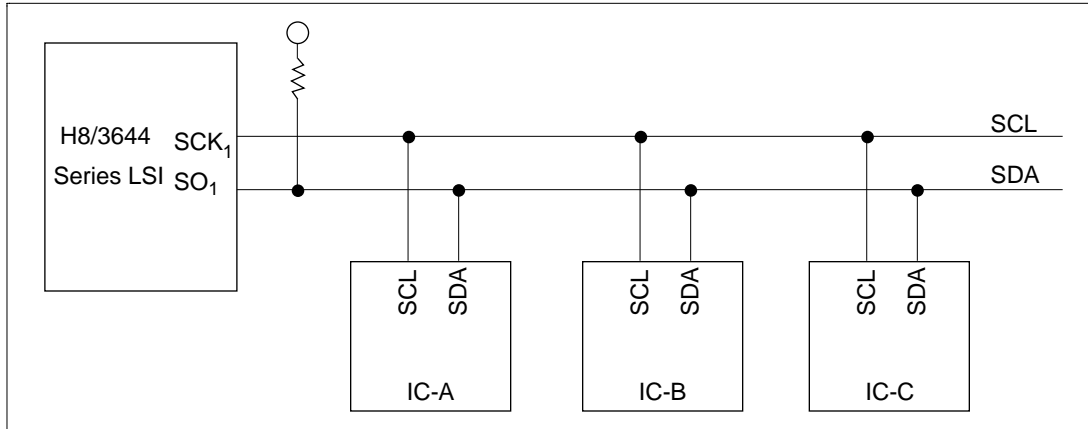 H8/3644
Series LSI
SCK₁
SO₁
SCL
SDA
SCL
SDA
IC-A
SCL
SDA
IC-B
SCL
SDA
IC-C